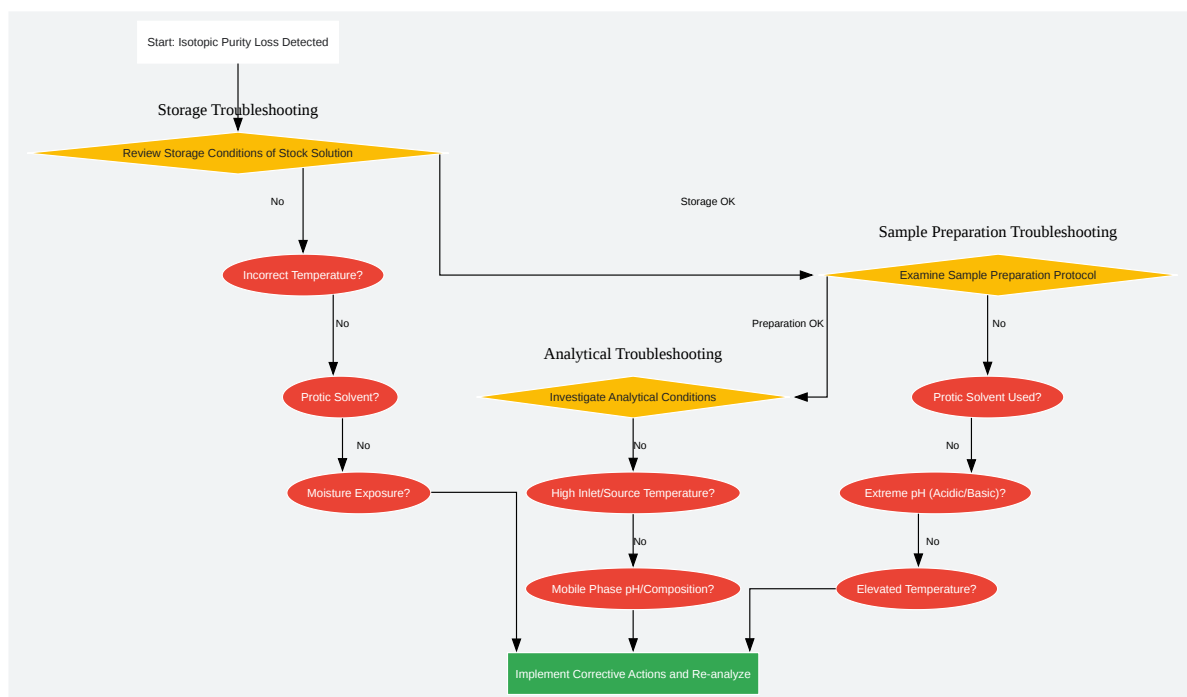 Start: Isotopic Purity Loss Detected
Storage Troubleshooting
Review Storage Conditions of Stock Solution
No
Storage OK
Sample Preparation Troubleshooting
Incorrect Temperature?
Examine Sample Preparation Protocol
No
Preparation OK
No
Analytical Troubleshooting
Protic Solvent?
Investigate Analytical Conditions
Protic Solvent Used?
No
No
No
Moisture Exposure?
High Inlet/Source Temperature?
Extreme pH (Acidic/Basic)?
No
No
Mobile Phase pH/Composition?
Elevated Temperature?
Implement Corrective Actions and Re-analyze